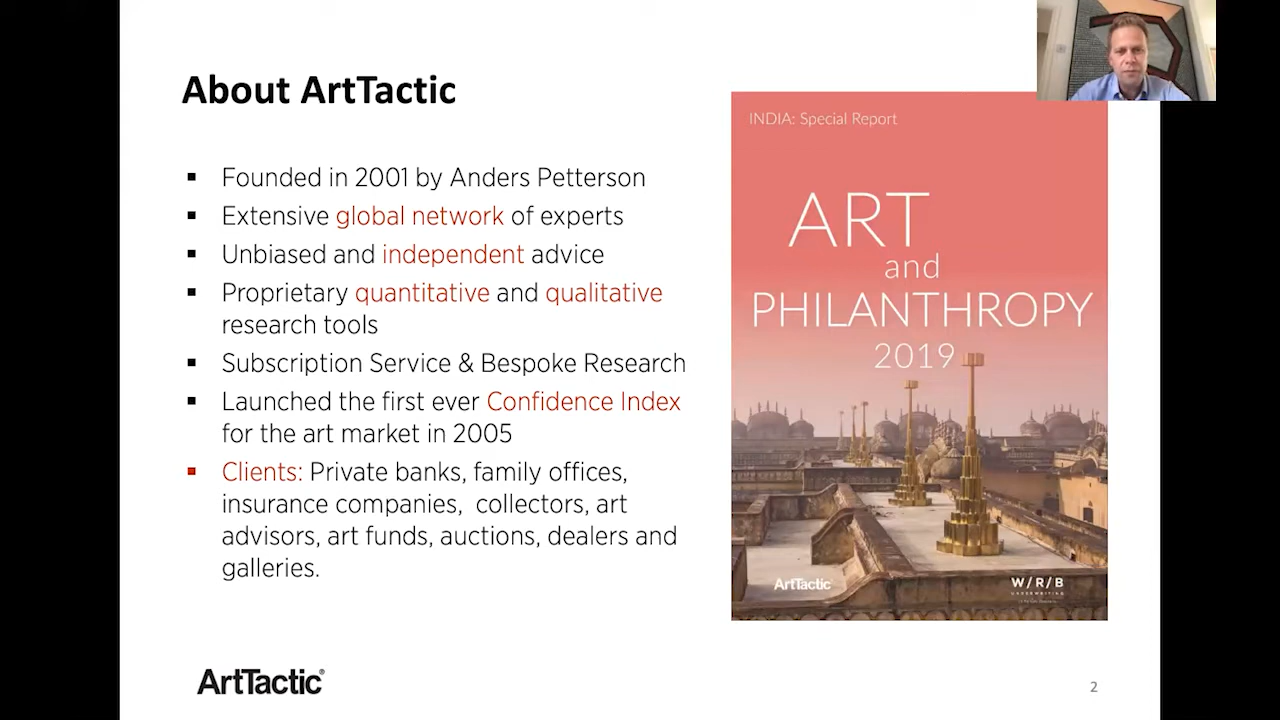 About ArtTactic
Founded in 2001 by Anders Petterson
Extensive global network of experts
Unbiased and independent advice
Proprietary quantitative and qualitative
research tools
Subscription Service & Bespoke Research
Launched the first ever Confidence Index
for the art market in 2005
Clients: Private banks, family offices,
insurance companies, collectors, art
advisors, art funds, auctions, dealers and
galleries.
INDIA: Special Report
ART
and
PHILANTHROPY
2019
ArtTactic
W/R/B
UNDERWRITING
ArtTactic®
2